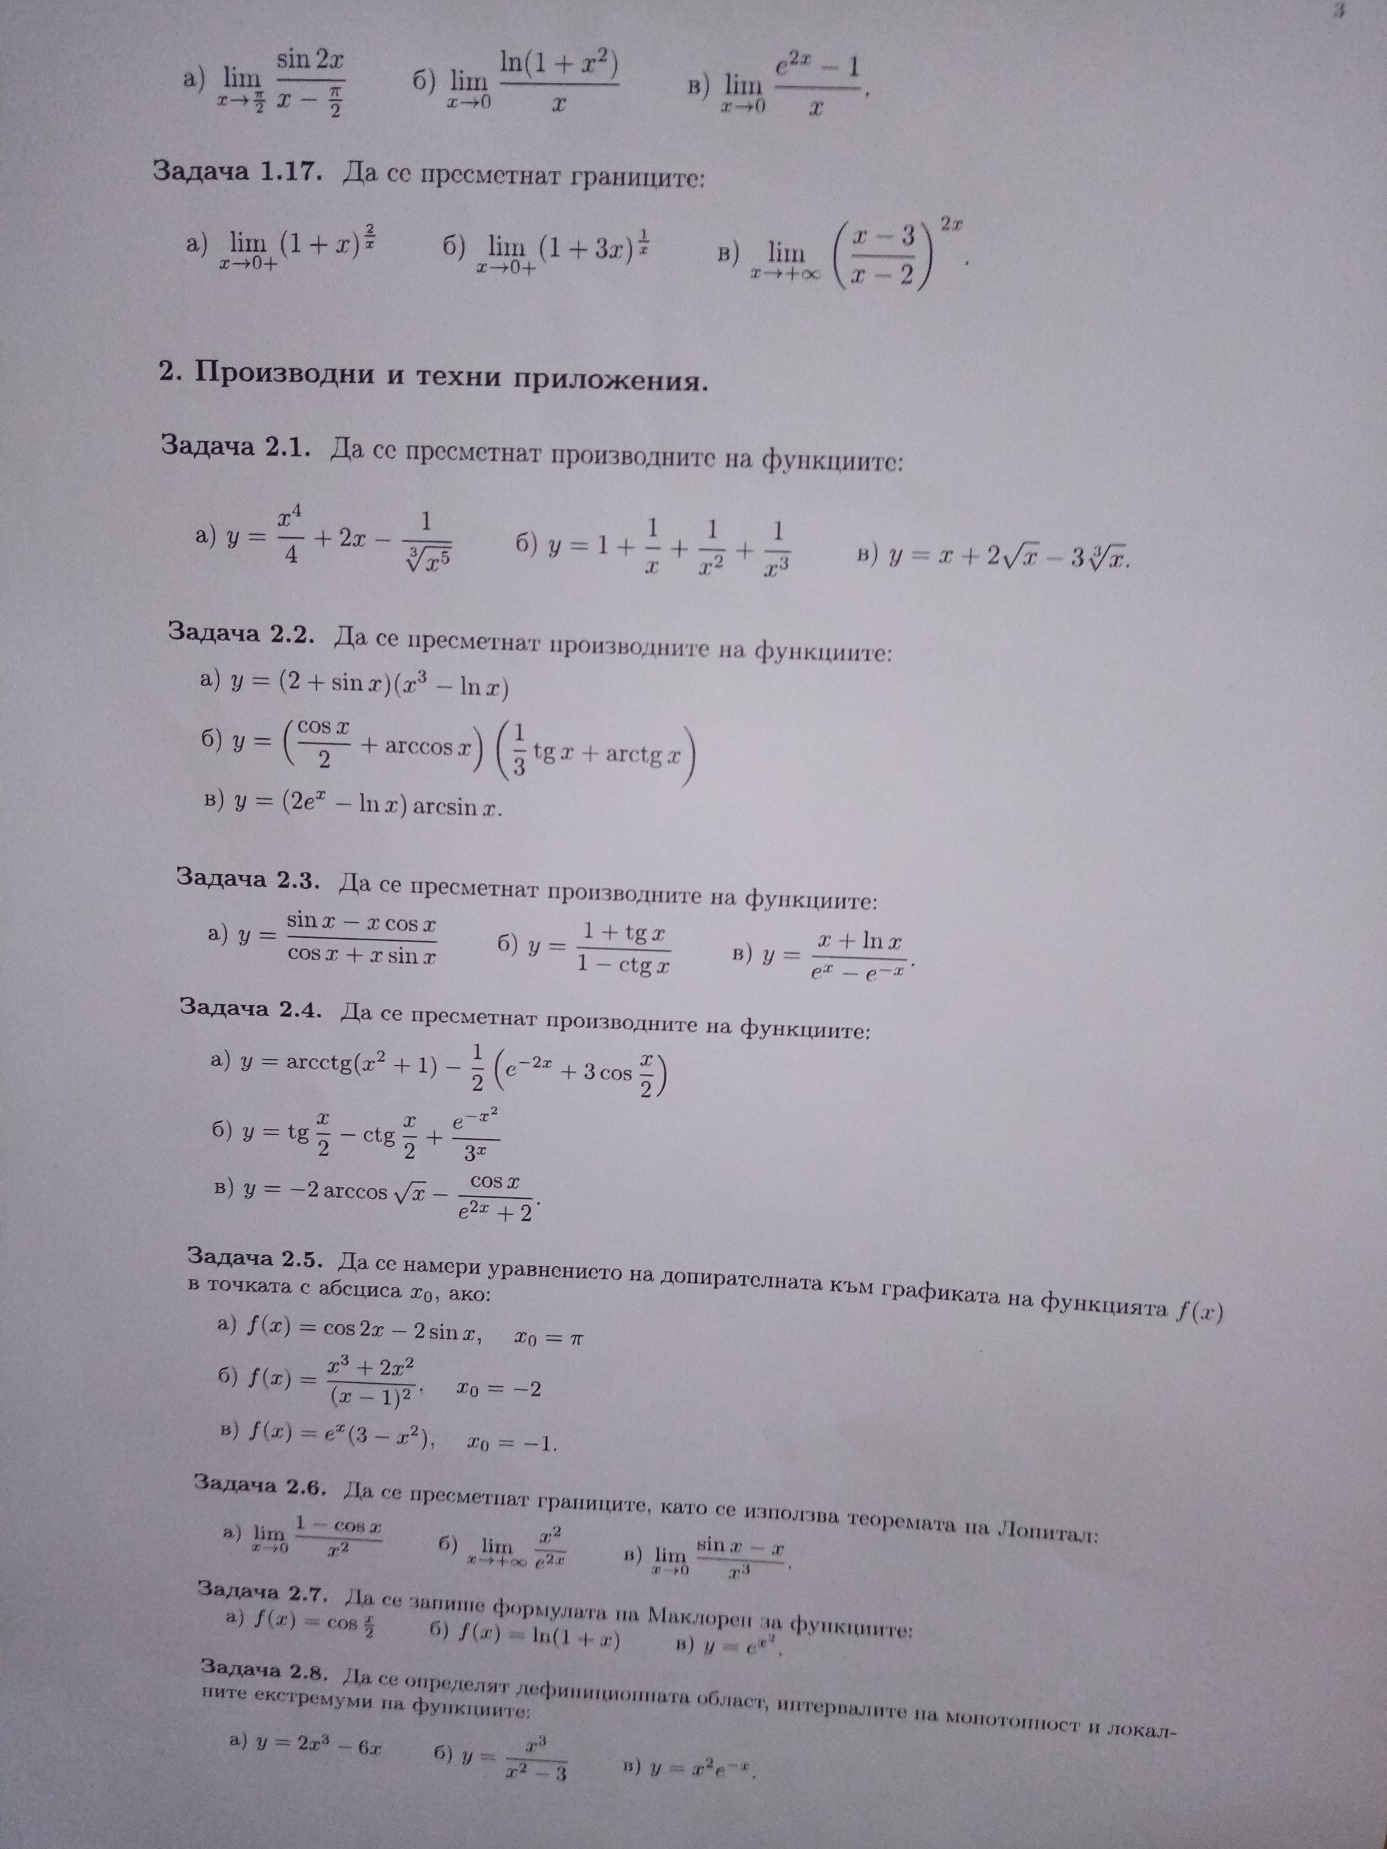 3
а) lim_{x→π/2} sin 2x / (x − π/2) б) lim_{x→0} ln(1 + x²) / x в) lim_{x→0} (e^{2x} − 1) / x.
Задача 1.17. Да се пресметнат границите:
а) lim_{x→0+} (1 + x)^{2/x} б) lim_{x→0+} (1 + 3x)^{1/x} в) lim_{x→+∞} ((x − 3)/(x − 2))^{2x}.
2. Производни и техни приложения.
Задача 2.1. Да се пресметнат производните на функциите:
а) y = x⁴/4 + 2x − 1/∛(x⁵) б) y = 1 + 1/x + 1/x² + 1/x³ в) y = x + 2√x − 3∛x.
Задача 2.2. Да се пресметнат производните на функциите:
а) y = (2 + sin x)(x³ − ln x)
б) y = (cos x/2 + arccos x) (1/3 tg x + arctg x)
в) y = (2eˣ − ln x) arcsin x.
Задача 2.3. Да се пресметнат производните на функциите:
а) y = (sin x − x cos x)/(cos x + x sin x) б) y = (1 + tg x)/(1 − ctg x) в) y = (x + ln x)/(eˣ − e⁻ˣ).
Задача 2.4. Да се пресметнат производните на функциите:
а) y = arcctg(x² + 1) − 1/2 (e^{−2x} + 3 cos x/2)
б) y = tg x/2 − ctg x/2 + e^{−x²}/3ˣ
в) y = −2 arccos √x − cos x/(e^{2x} + 2).
Задача 2.5. Да се намери уравнението на допирателната към графиката на функцията f(x)
в точката с абсциса x₀, ако:
а) f(x) = cos 2x − 2 sin x, x₀ = π
б) f(x) = (x³ + 2x²)/(x − 1)², x₀ = −2
в) f(x) = eˣ(3 − x²), x₀ = −1.
Задача 2.6. Да се пресметнат границите, като се използва теоремата на Лопитал:
а) lim_{x→0} (1 − cos x)/x² б) lim_{x→+∞} x²/e^{2x} в) lim_{x→0} (sin x − x)/x³.
Задача 2.7. Да се запише формулата на Маклорен за функциите:
а) f(x) = cos x/2 б) f(x) = ln(1 + x) в) y = e^{x²}.
Задача 2.8. Да се определят дефиниционната област, интервалите на монотонност и локал-
ните екстремуми на функциите:
а) y = 2x³ − 6x б) y = x³/(x² − 3) в) y = x²e⁻ˣ.